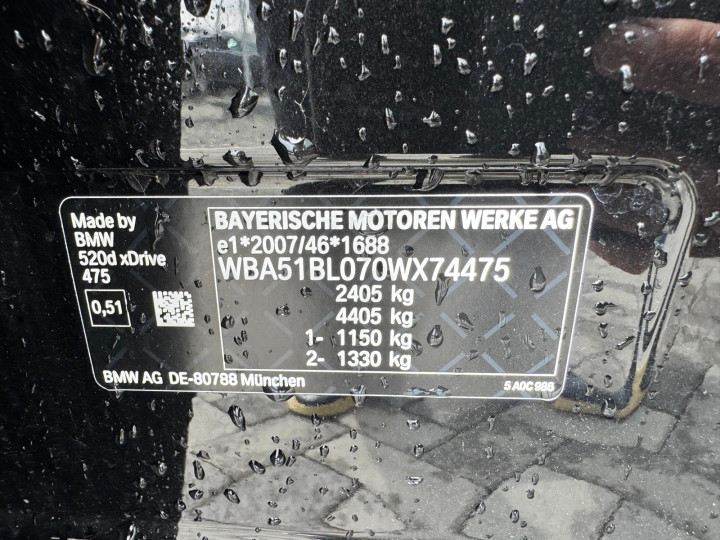 Made by
BMW
520d xDrive
475
0,51
BAYERISCHE MOTOREN WERKE AG
e1*2007/46*1688
WBA51BL070WX74475
2405 kg
4405 kg
1- 1150 kg
2- 1330 kg
BMW AG DE-80788 München
5 A0C 986